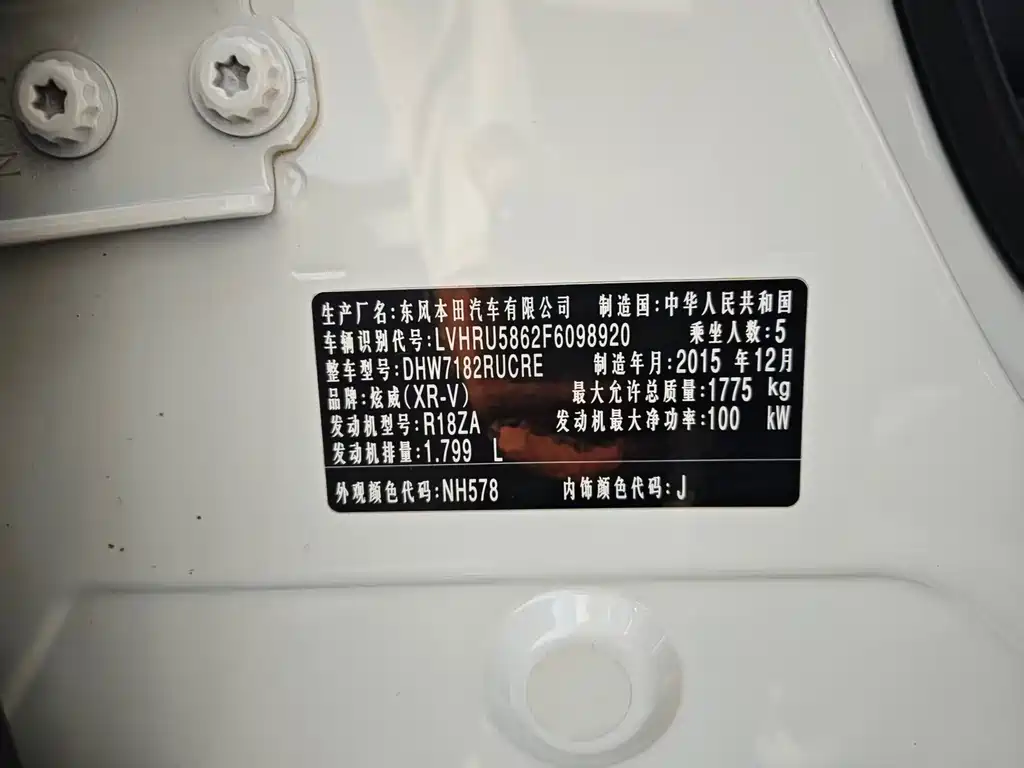 生产厂名:东风本田汽车有限公司 制造国:中华人民共和国
车辆识别代号:LVHRU5862F6098920 乘坐人数:5
整车型号:DHW7182RUCRE 制造年月:2015 年12月
品牌:炫威(XR-V) 最大允许总质量:1775 kg
发动机型号:R18ZA 发动机最大净功率:100 kW
发动机排量:1.799 L
外观颜色代码:NH578 内饰颜色代码:J